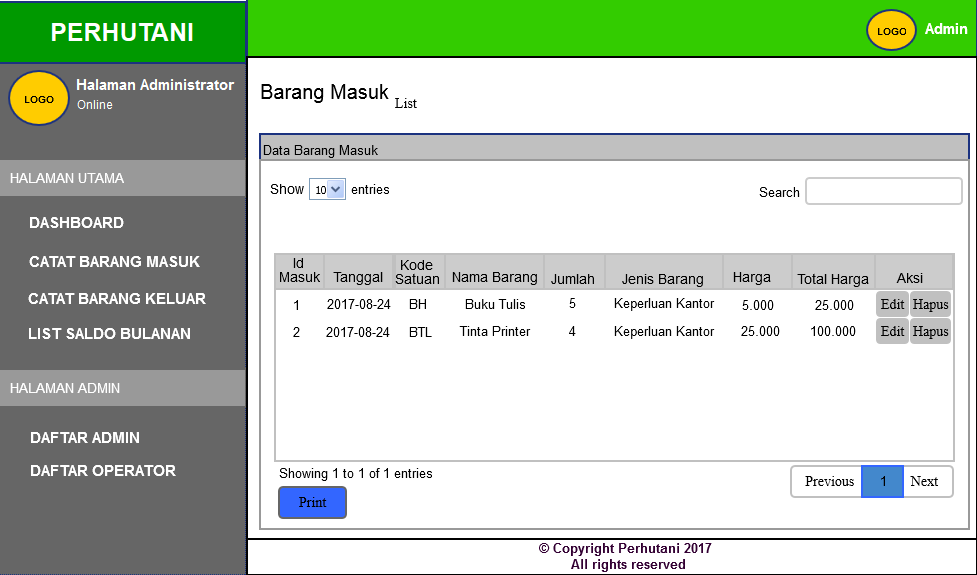 PERHUTANI
LOGO Admin
LOGO Halaman Administrator
Online
HALAMAN UTAMA
DASHBOARD
CATAT BARANG MASUK
CATAT BARANG KELUAR
LIST SALDO BULANAN
HALAMAN ADMIN
DAFTAR ADMIN
DAFTAR OPERATOR
Barang Masuk List
Data Barang Masuk
Show 10 entries
Search
Id Masuk Tanggal Kode Satuan Nama Barang Jumlah Jenis Barang Harga Total Harga Aksi
1 2017-08-24 BH Buku Tulis 5 Keperluan Kantor 5.000 25.000 Edit Hapus
2 2017-08-24 BTL Tinta Printer 4 Keperluan Kantor 25.000 100.000 Edit Hapus
Showing 1 to 1 of 1 entries
Previous 1 Next
Print
© Copyright Perhutani 2017
All rights reserved